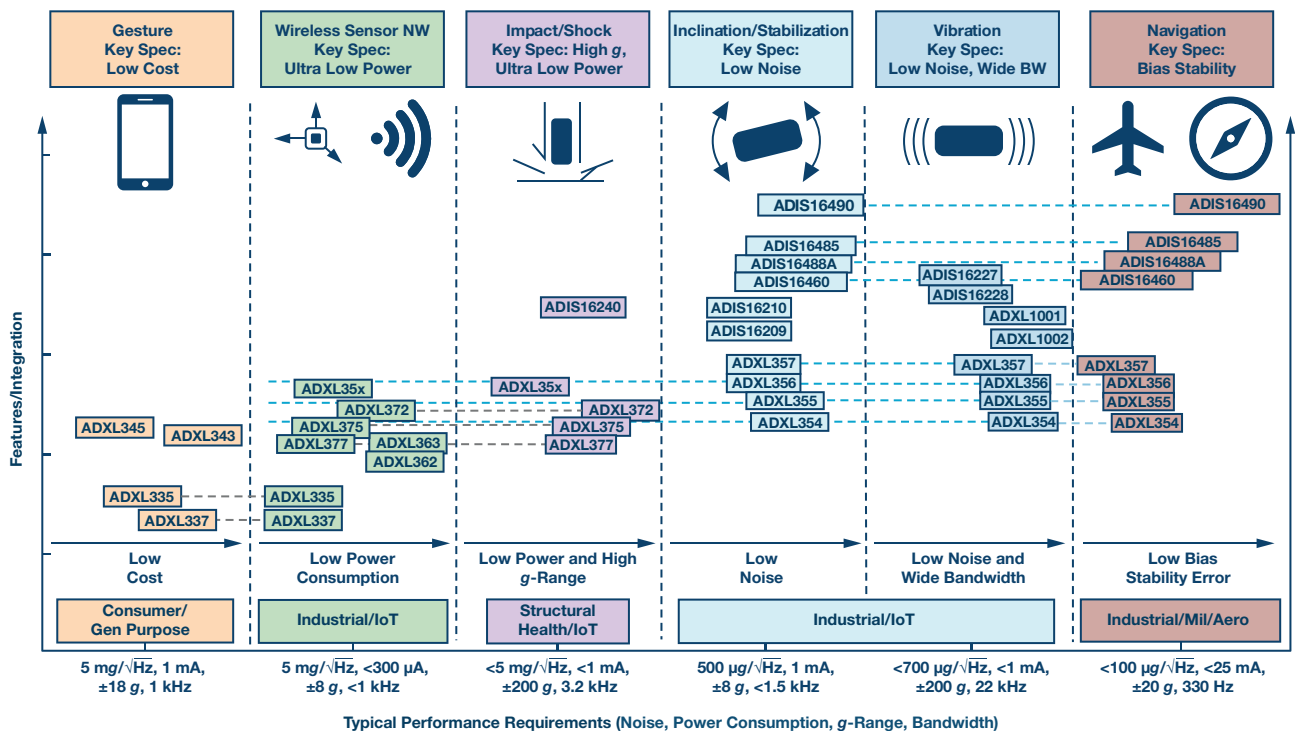 Gesture
Key Spec:
Low Cost
Wireless Sensor NW
Key Spec:
Ultra Low Power
Impact/Shock
Key Spec: High g,
Ultra Low Power
Inclination/Stabilization
Key Spec:
Low Noise
Vibration
Key Spec:
Low Noise, Wide BW
Navigation
Key Spec:
Bias Stability
Features/Integration
ADXL345
ADXL343
ADXL335
ADXL337
ADXL35x
ADXL372
ADXL375
ADXL377
ADXL363
ADXL362
ADXL335
ADXL337
ADIS16240
ADXL35x
ADXL372
ADXL375
ADXL377
ADIS16490
ADIS16485
ADIS16488A
ADIS16460
ADIS16210
ADIS16209
ADXL357
ADXL356
ADXL355
ADXL354
ADIS16227
ADIS16228
ADXL1001
ADXL1002
ADXL357
ADXL356
ADXL355
ADXL354
ADIS16490
ADIS16485
ADIS16488A
ADIS16460
ADXL357
ADXL356
ADXL355
ADXL354
Low
Cost
Low Power
Consumption
Low Power and High
g-Range
Low
Noise
Low Noise and
Wide Bandwidth
Low Bias
Stability Error
Consumer/
Gen Purpose
Industrial/IoT
Structural
Health/IoT
Industrial/IoT
Industrial/Mil/Aero
5 mg/√Hz, 1 mA,
±18 g, 1 kHz
5 mg/√Hz, <300 µA,
±8 g, <1 kHz
<5 mg/√Hz, <1 mA,
±200 g, 3.2 kHz
500 µg/√Hz, 1 mA,
±8 g, <1.5 kHz
<700 µg/√Hz, <1 mA,
±200 g, 22 kHz
<100 µg/√Hz, <25 mA,
±20 g, 330 Hz
Typical Performance Requirements (Noise, Power Consumption, g-Range, Bandwidth)